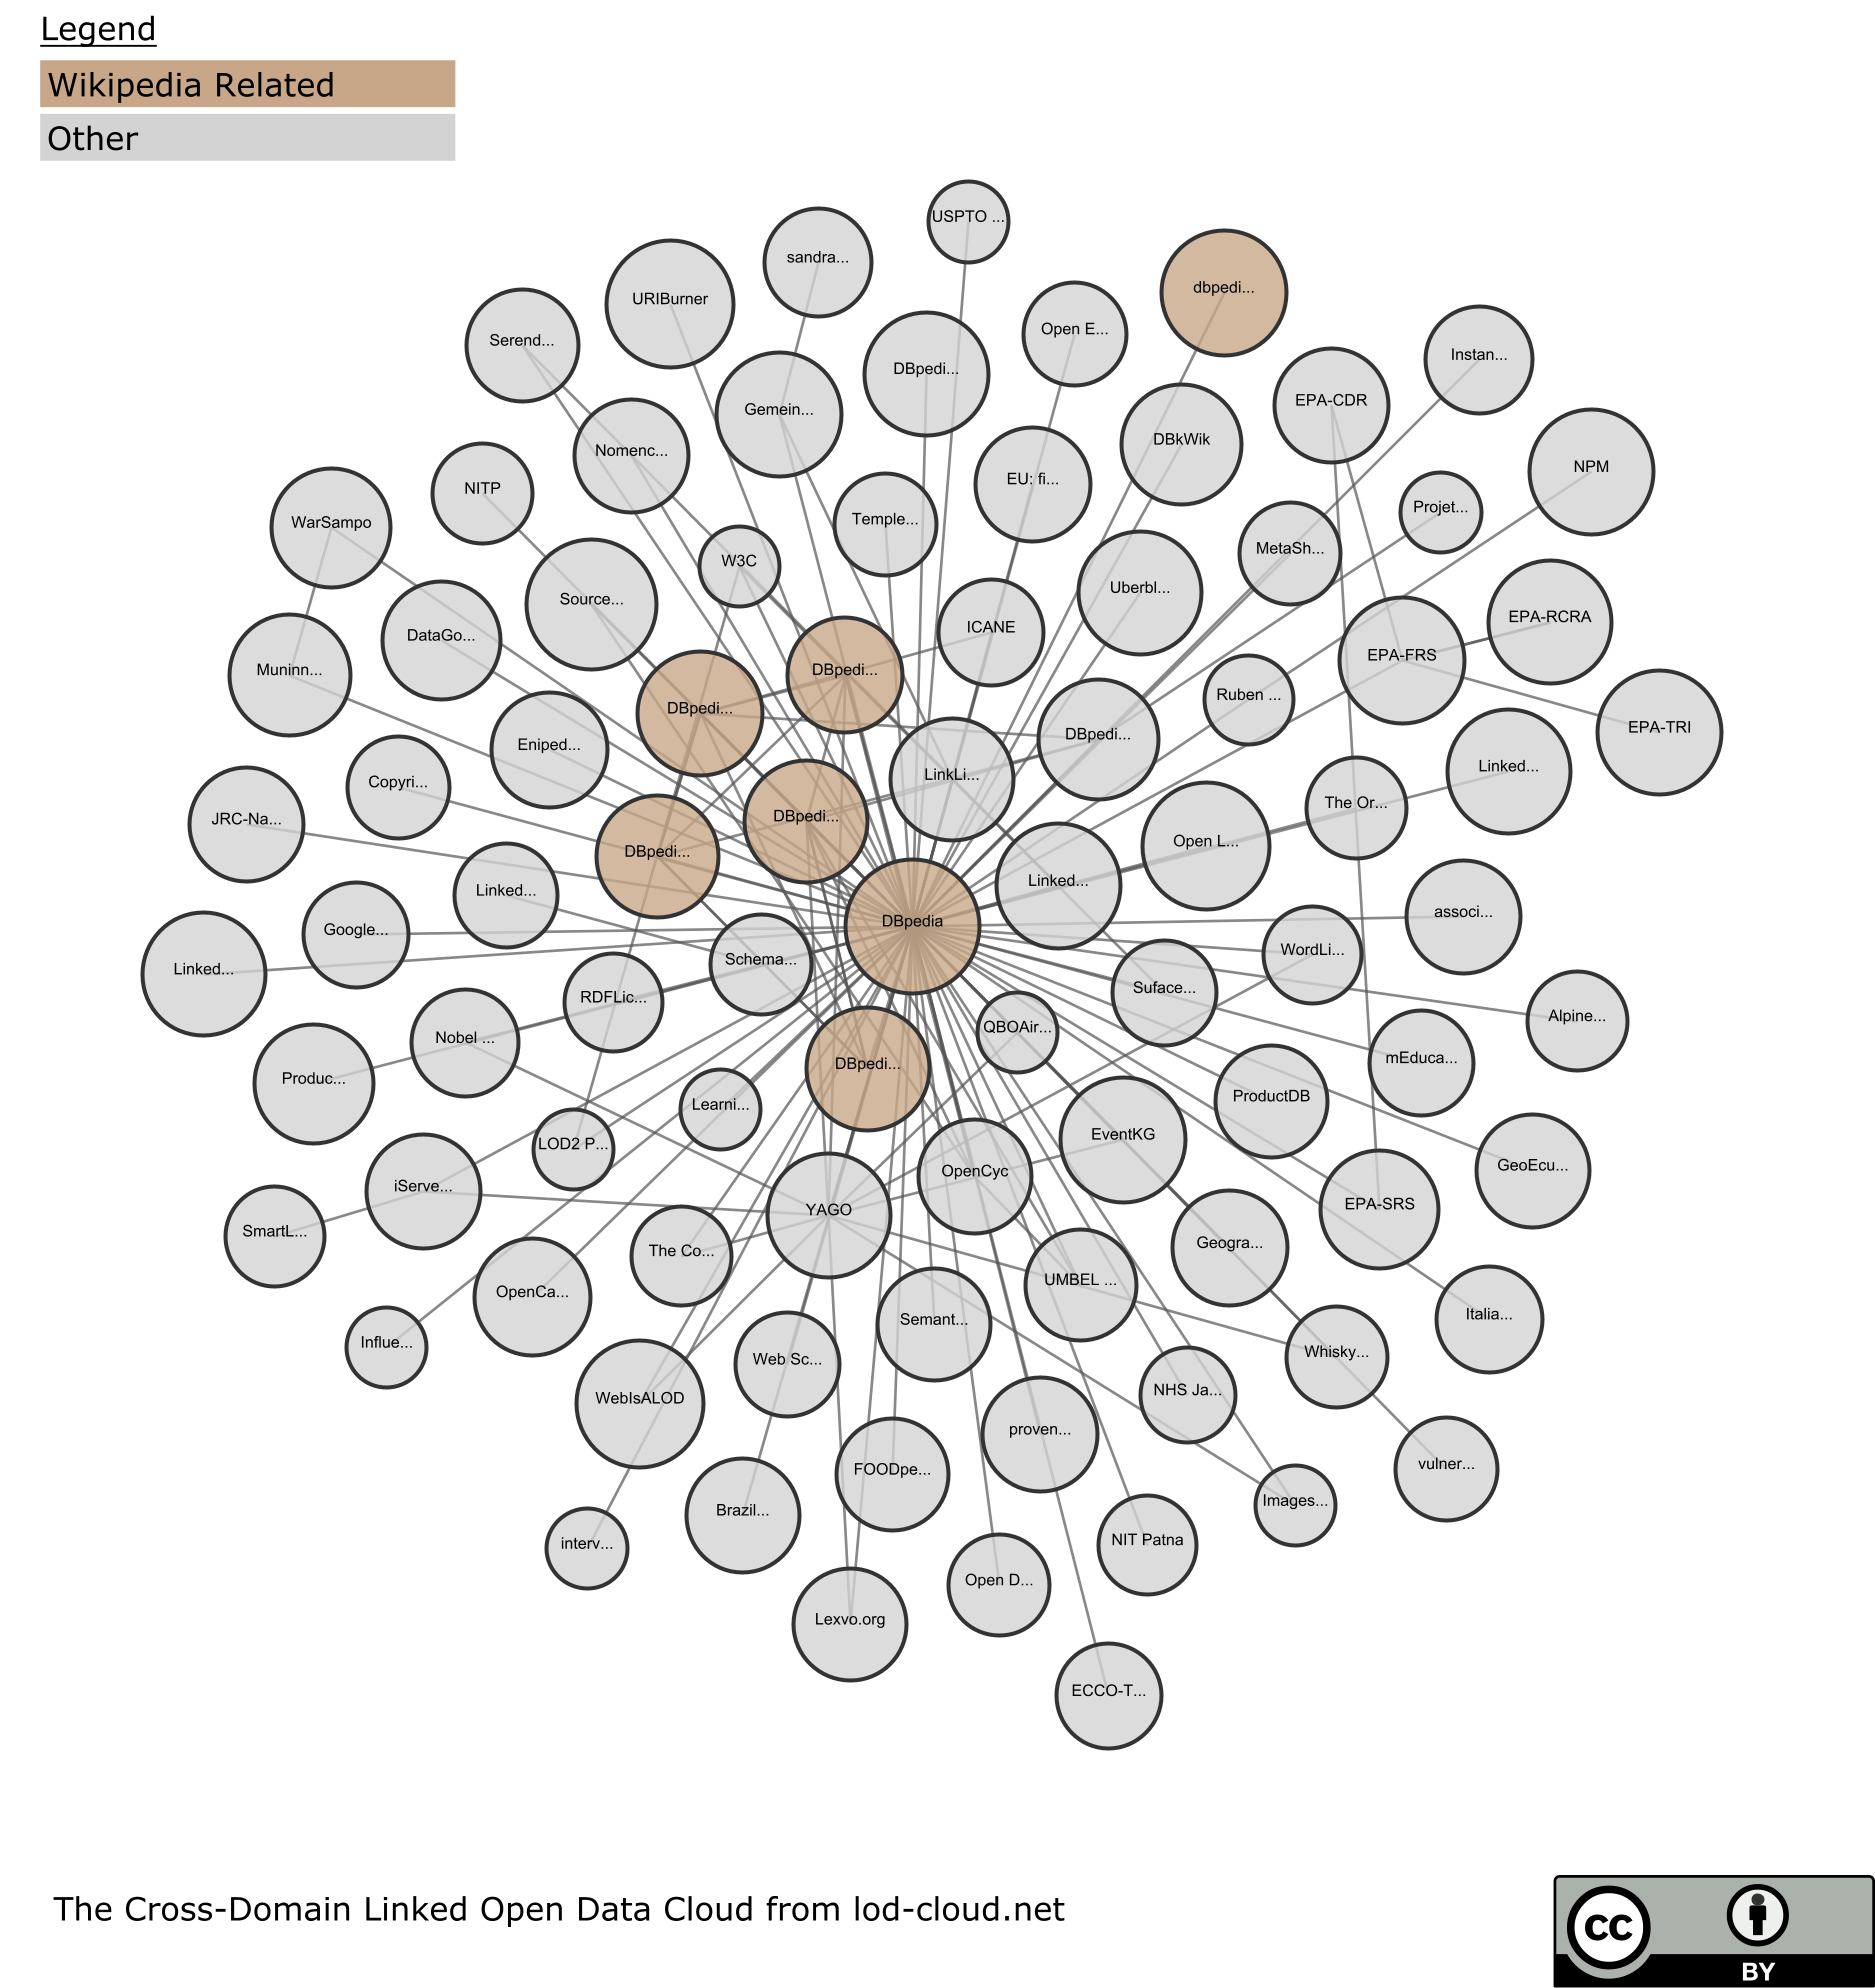 Legend
Wikipedia Related
Other
USPTO ...
sandra...
dbpedi...
URIBurner
Open E...
Serend...
Instan...
DBpedi...
EPA-CDR
Gemein...
DBkWik
Nomenc...
NPM
EU: fi...
NITP
Projet...
Temple...
WarSampo
MetaSh...
W3C
Uberbl...
Source...
EPA-RCRA
ICANE
DataGo...
EPA-FRS
Muninn...
DBpedi...
Ruben ...
DBpedi...
EPA-TRI
DBpedi...
Eniped...
Linked...
LinkLi...
Copyri...
The Or...
DBpedi...
JRC-Na...
Open L...
DBpedi...
Linked...
Linked...
associ...
DBpedia
Google...
WordLi...
Schema...
Linked...
Suface...
RDFLic...
Alpine...
QBOAir...
Nobel ...
mEduca...
DBpedi...
Produc...
ProductDB
Learni...
EventKG
LOD2 P...
GeoEcu...
OpenCyc
iServe...
EPA-SRS
YAGO
SmartL...
Geogra...
The Co...
UMBEL ...
OpenCa...
Italia...
Semant...
Influe...
Whisky...
Web Sc...
NHS Ja...
WebIsALOD
proven...
vulner...
FOODpe...
Images...
Brazil...
NIT Patna
interv...
Open D...
Lexvo.org
ECCO-T...
The Cross-Domain Linked Open Data Cloud from lod-cloud.net
cc
BY